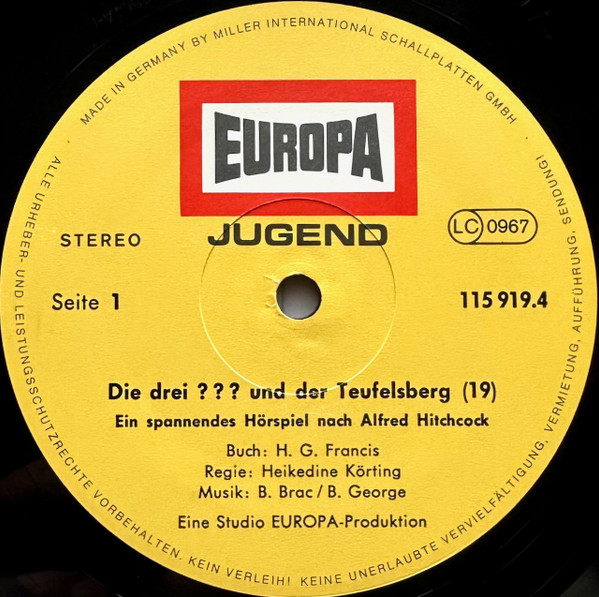 MADE IN GERMANY BY MILLER INTERNATIONAL SCHALLPLATTEN GMBH
EUROPA
JUGEND
STEREO
LC 0967
Seite 1
115 919.4
Die drei ??? und der Teufelsberg (19)
Ein spannendes Hörspiel nach Alfred Hitchcock
Buch: H. G. Francis
Regie: Heikedine Körting
Musik: B. Brac / B. George
Eine Studio EUROPA-Produktion
ALLE URHEBER- UND LEISTUNGSSCHUTZRECHTE VORBEHALTEN. KEIN VERLEIH! KEINE UNERLAUBTE VERVIELFÄLTIGUNG, VERMIETUNG, AUFFÜHRUNG, SENDUNG!